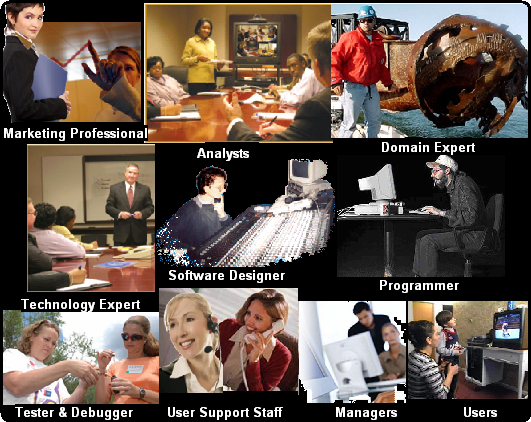 Marketing Professional
Analysts
Domain Expert
Technology Expert
Software Designer
Programmer
Tester & Debugger
User Support Staff
Managers
Users